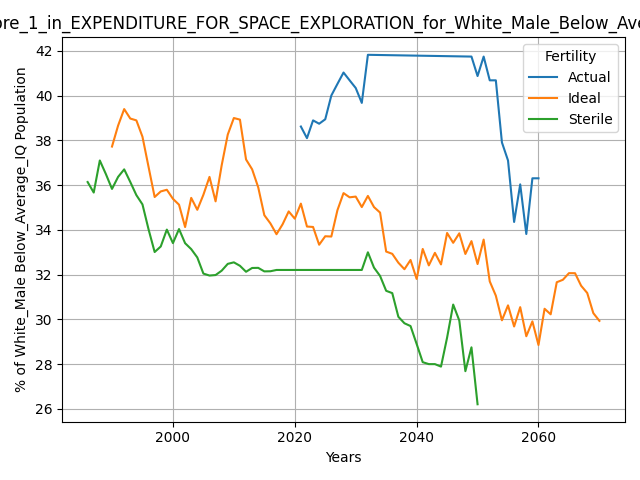 ore_1_in_EXPENDITURE_FOR_SPACE_EXPLORATION_for_White_Male_Below_Ave
% of White_Male Below_Average_IQ Population
42
40
38
36
34
32
30
28
26
Fertility
Actual
Ideal
Sterile
2000
2020
2040
2060
Years